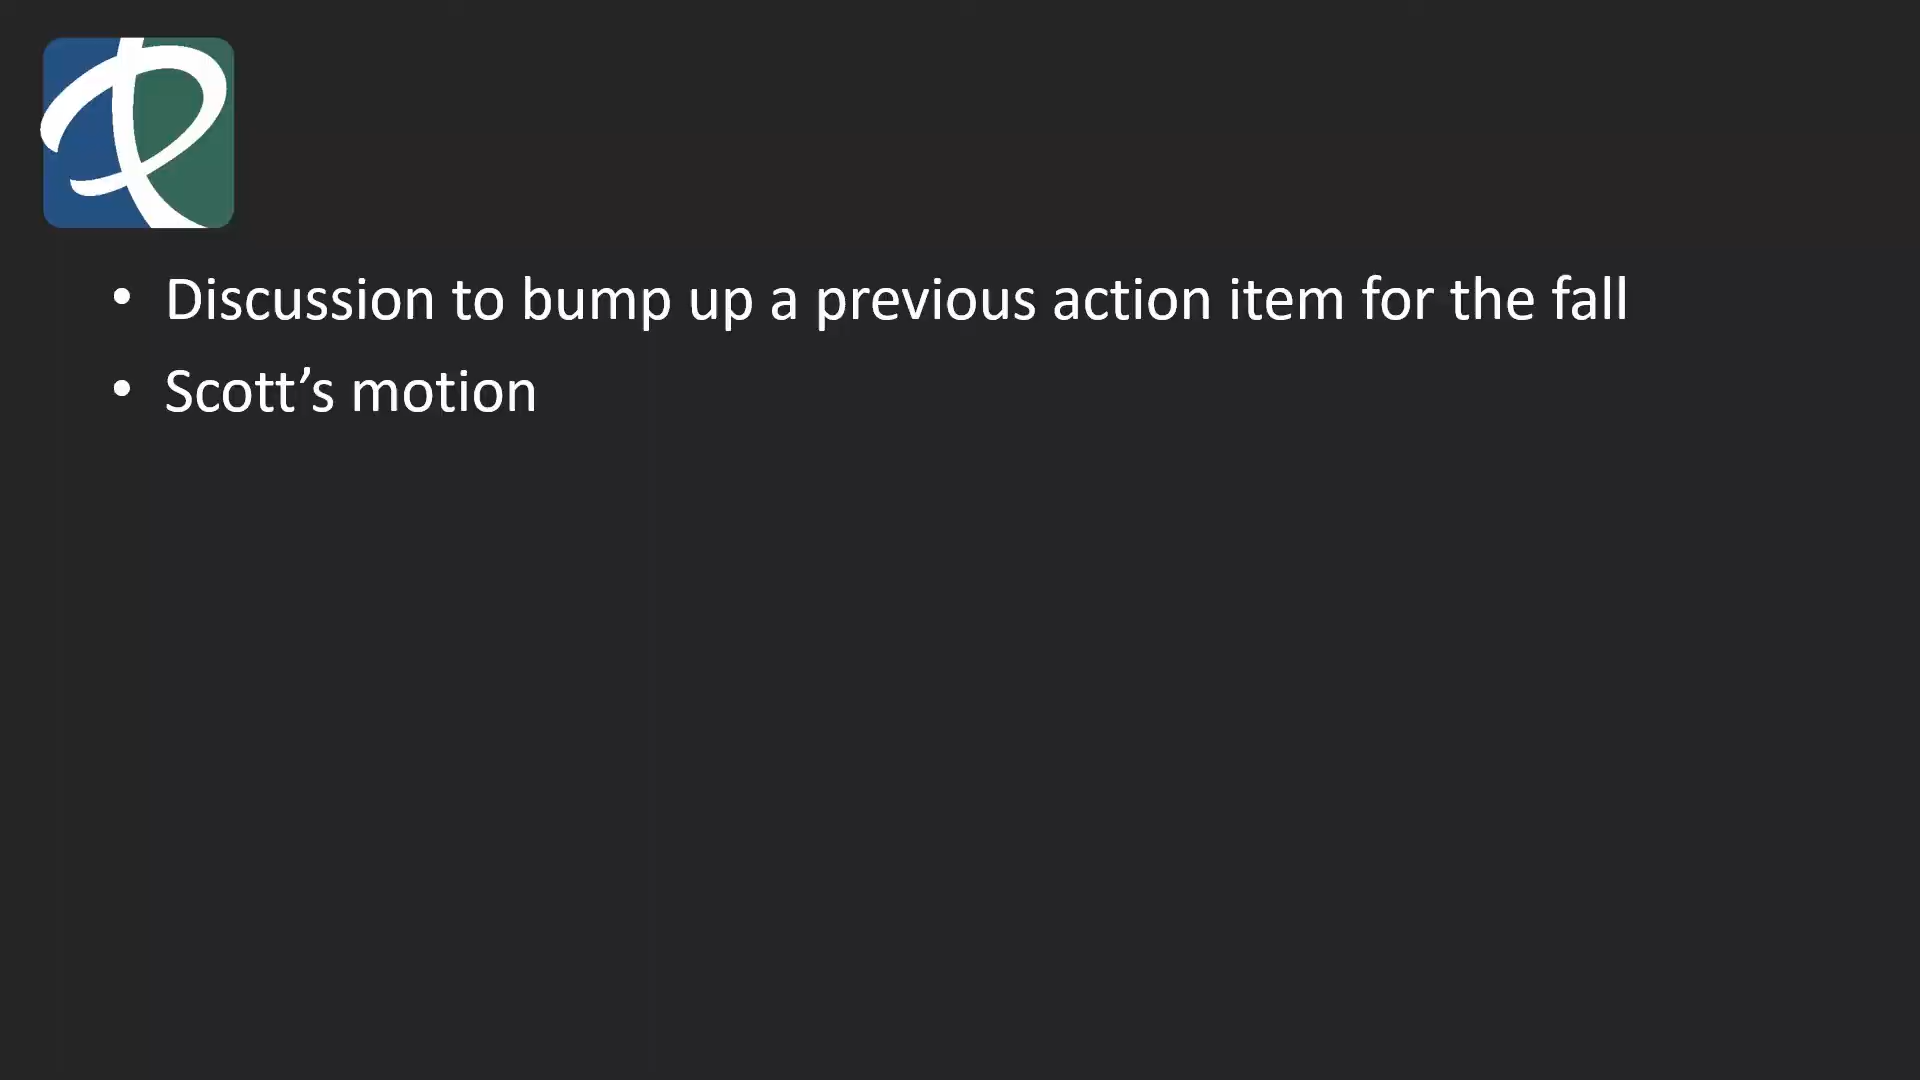 • Discussion to bump up a previous action item for the fall
• Scott’s motion